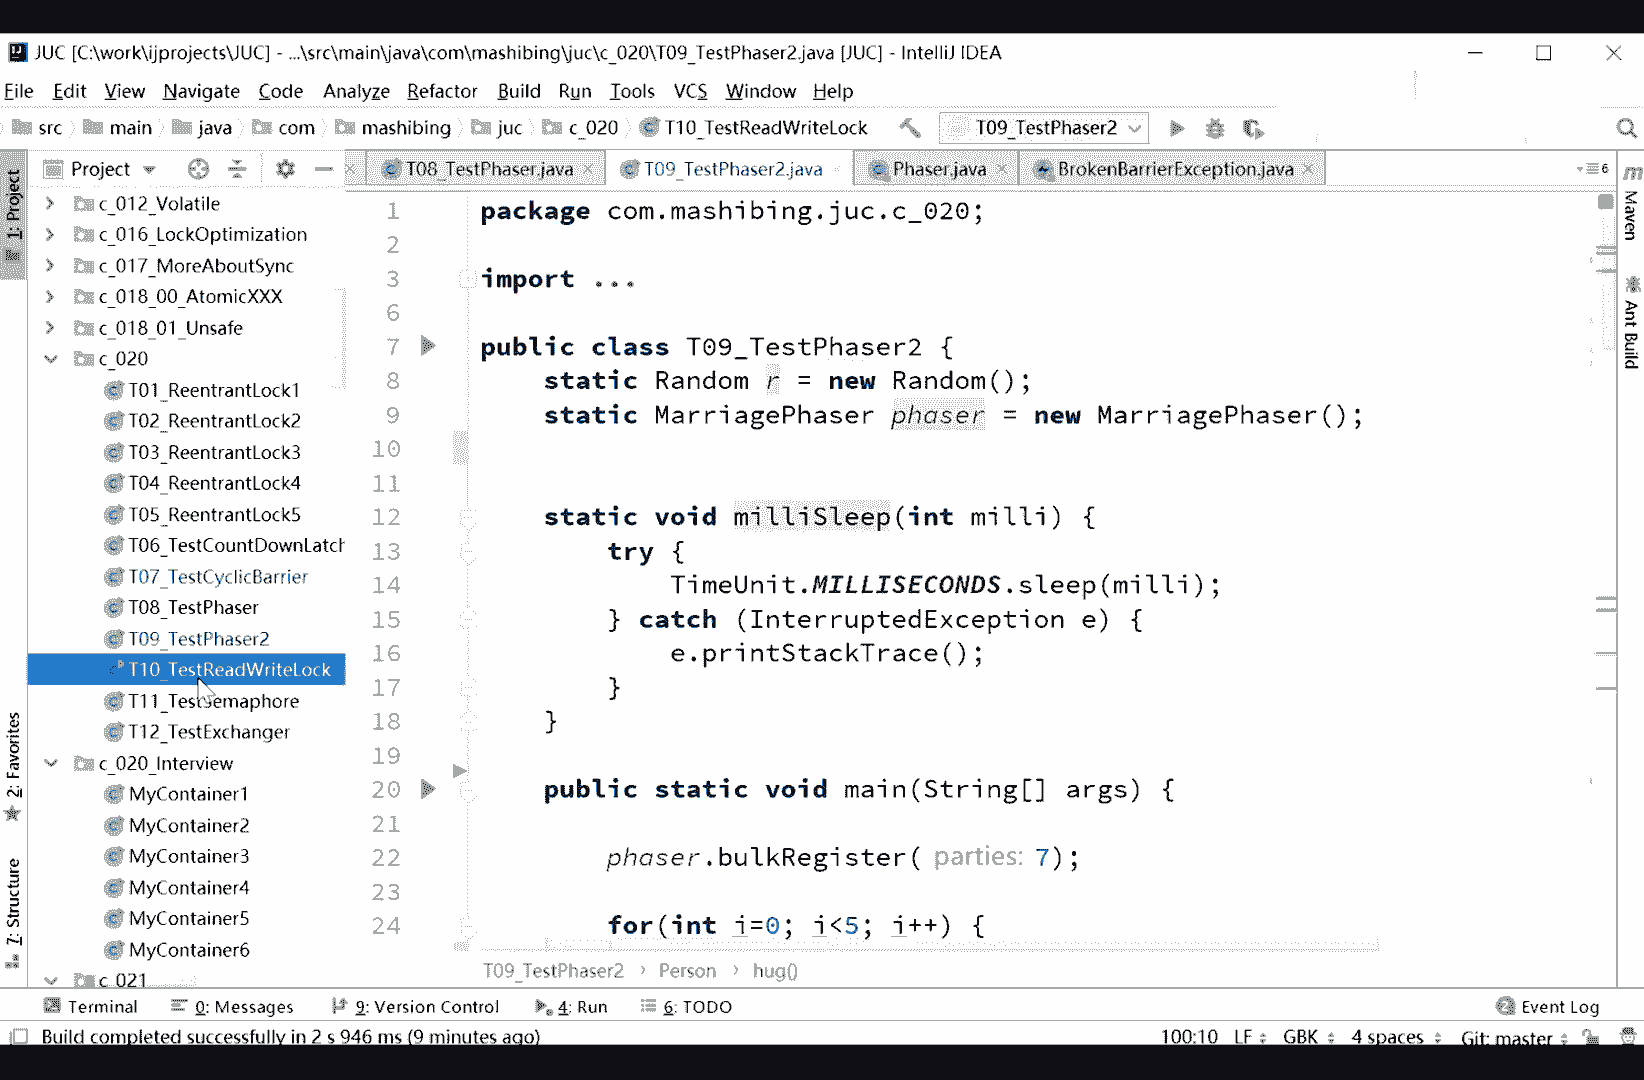 JUC [C:\work\ijprojects\JUC] - ...\src\main\java\com\mashibing\juc\c_020\T09_TestPhaser2.java [JUC] - IntelliJ IDEA
File Edit View Navigate Code Analyze Refactor Build Run Tools VCS Window Help
src main java com mashibing juc c_020 T10_TestReadWriteLock T09_TestPhaser2
Project T08_TestPhaser.java T09_TestPhaser2.java Phaser.java BrokenBarrierException.java 6
1: Project
2: Favorites
7: Structure
c_012_Volatile
c_016_LockOptimization
c_017_MoreAboutSync
c_018_00_AtomicXXX
c_018_01_Unsafe
c_020
T01_ReentrantLock1
T02_ReentrantLock2
T03_ReentrantLock3
T04_ReentrantLock4
T05_ReentrantLock5
T06_TestCountDownLatch
T07_TestCyclicBarrier
T08_TestPhaser
T09_TestPhaser2
T10_TestReadWriteLock
T11_TestSemaphore
T12_TestExchanger
c_020_Interview
MyContainer1
MyContainer2
MyContainer3
MyContainer4
MyContainer5
MyContainer6
c_021
1 package com.mashibing.juc.c_020;
2
3 import ...
6
7 public class T09_TestPhaser2 {
8 static Random r = new Random();
9 static MarriagePhaser phaser = new MarriagePhaser();
10
11
12 static void milliSleep(int milli) {
13 try {
14 TimeUnit.MILLISECONDS.sleep(milli);
15 } catch (InterruptedException e) {
16 e.printStackTrace();
17 }
18 }
19
20 public static void main(String[] args) {
21
22 phaser.bulkRegister( parties: 7);
23
24 for(int i=0; i<5; i++) {
T09_TestPhaser2 › Person › hug()
m Maven
Ant Build
Terminal 0: Messages 9: Version Control 4: Run 6: TODO 2 Event Log
Build completed successfully in 2 s 946 ms (9 minutes ago) 100:10 LF GBK 4 spaces Git: master